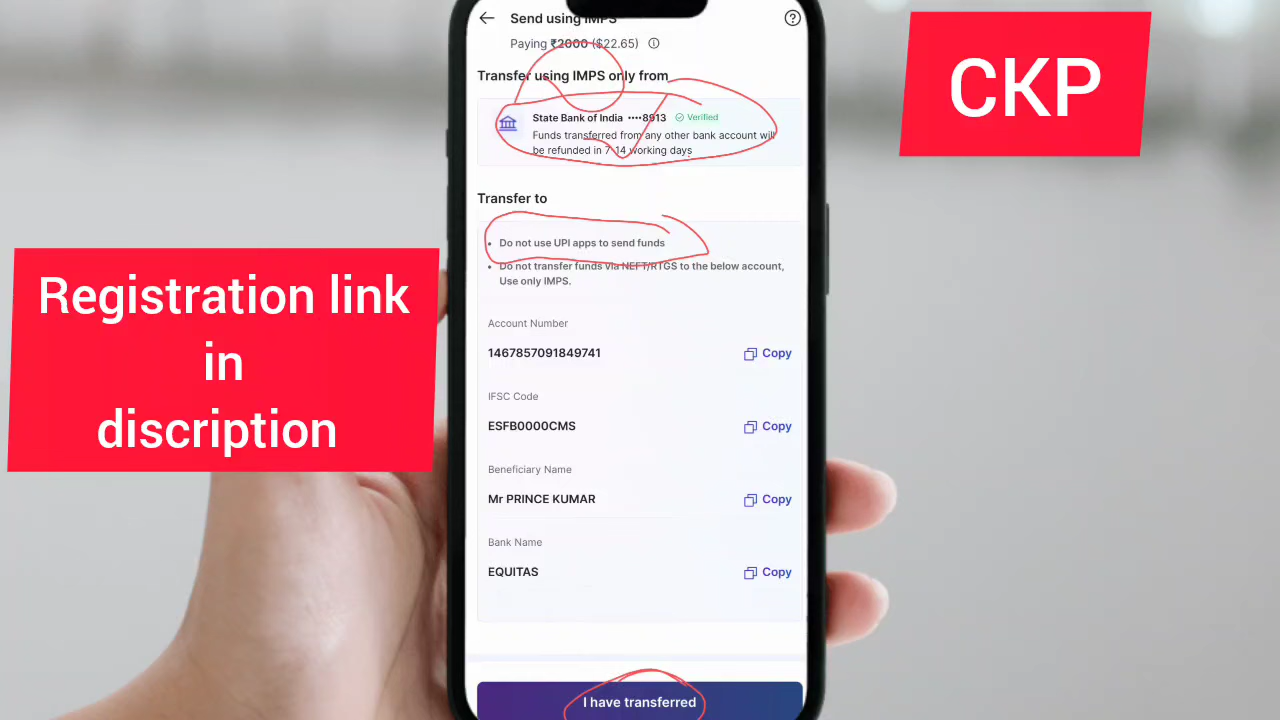 Send using IMPS
Paying ₹2000 ($22.65)
Transfer using IMPS only from
State Bank of India ••••8913 Verified
Funds transferred from any other bank account will
be refunded in 7-14 working days
Transfer to
• Do not use UPI apps to send funds
• Do not transfer funds via NEFT/RTGS to the below account,
Use only IMPS.
Account Number
1467857091849741 Copy
IFSC Code
ESFB0000CMS Copy
Beneficiary Name
Mr PRINCE KUMAR Copy
Bank Name
EQUITAS Copy
I have transferred
CKP
Registration link
in
discription